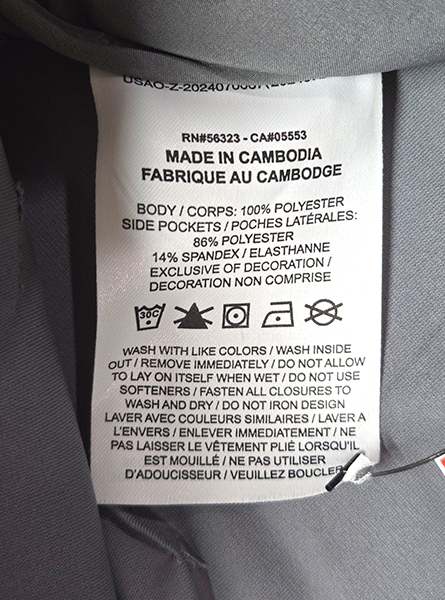 RN#56323 - CA#05553
MADE IN CAMBODIA
FABRIQUE AU CAMBODGE
BODY / CORPS: 100% POLYESTER
SIDE POCKETS / POCHES LATÉRALES:
86% POLYESTER
14% SPANDEX / ELASTHANNE
EXCLUSIVE OF DECORATION /
DECORATION NON COMPRISE
30C
WASH WITH LIKE COLORS / WASH INSIDE
OUT / REMOVE IMMEDIATELY / DO NOT ALLOW
TO LAY ON ITSELF WHEN WET / DO NOT USE
SOFTENERS / FASTEN ALL CLOSURES TO
WASH AND DRY / DO NOT IRON DESIGN
LAVER AVEC COULEURS SIMILAIRES / LAVER A
L'ENVERS / ENLEVER IMMEDIATEMENT / NE
PAS LAISSER LE VÊTEMENT PLIÉ LORSQU'IL
EST MOUILLÉ / NE PAS UTILISER
D'ADOUCISSEUR / VEUILLEZ BOUCLER